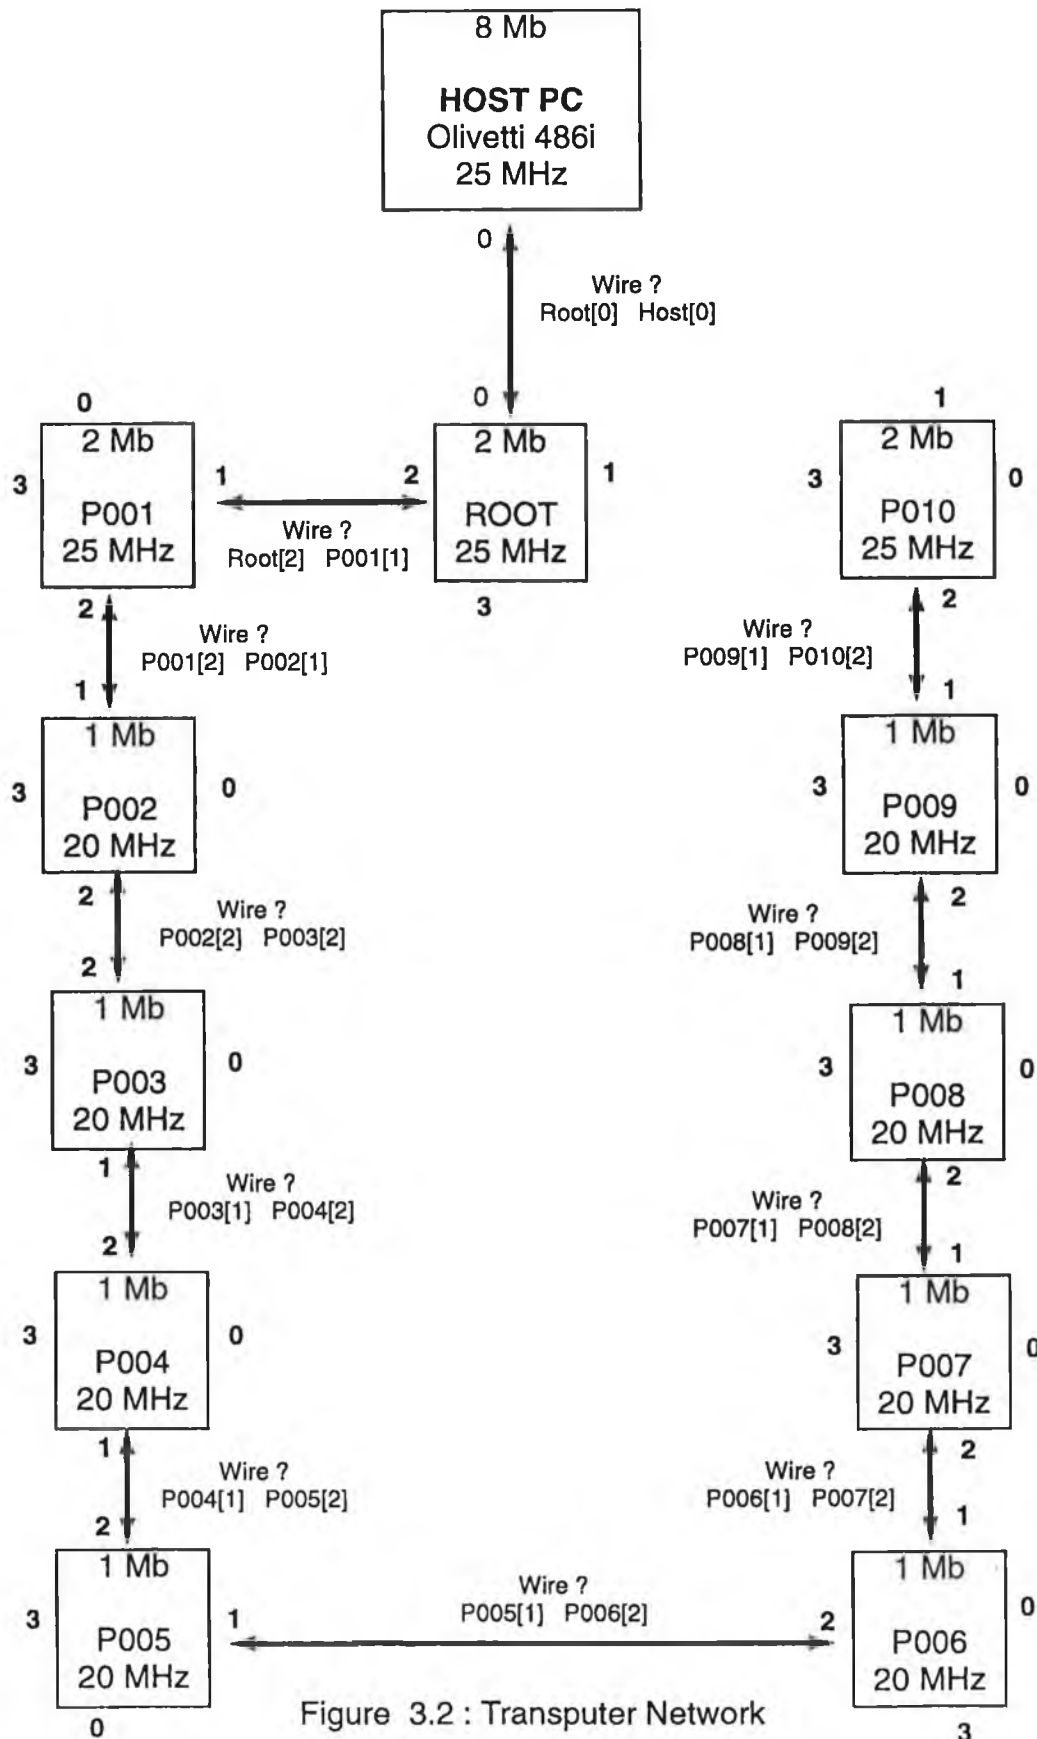 8 Mb
HOST PC
Olivetti 486i
25 MHz
0
Wire ?
Root[0] Host[0]
0
0
2 Mb
P001
25 MHz
3
1
2
Wire ?
Root[2] P001[1]
2
2 Mb
ROOT
25 MHz
1
3
1
2 Mb
P010
25 MHz
3
0
2
Wire ?
P001[2] P002[1]
1
Wire ?
P009[1] P010[2]
1
1 Mb
P002
20 MHz
3
0
2
1 Mb
P009
20 MHz
3
0
2
Wire ?
P002[2] P003[2]
2
Wire ?
P008[1] P009[2]
1
1 Mb
P003
20 MHz
3
0
1
1 Mb
P008
20 MHz
3
0
2
Wire ?
P003[1] P004[2]
2
Wire ?
P007[1] P008[2]
1
1 Mb
P004
20 MHz
3
0
1
1 Mb
P007
20 MHz
3
0
2
Wire ?
P004[1] P005[2]
2
Wire ?
P006[1] P007[2]
1
1 Mb
P005
20 MHz
3
1
0
Wire ?
P005[1] P006[2]
2
1 Mb
P006
20 MHz
0
3
Figure 3.2 : Transputer Network